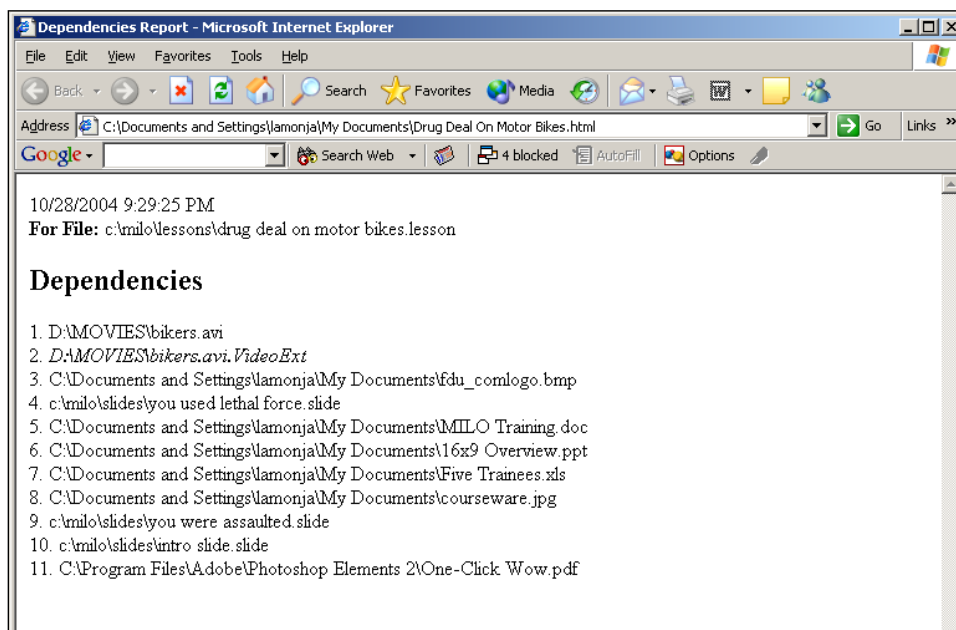 Dependencies Report - Microsoft Internet Explorer
File Edit View Favorites Tools Help
Back Search Favorites Media
Address C:\Documents and Settings\lamonja\My Documents\Drug Deal On Motor Bikes.html Go Links »
Google Search Web 4 blocked AutoFill Options
10/28/2004 9:29:25 PM
For File: c:\milo\lessons\drug deal on motor bikes.lesson
Dependencies
1. D:\MOVIES\bikers.avi
2. D:\MOVIES\bikers.avi.VideoExt
3. C:\Documents and Settings\lamonja\My Documents\fdu_comlogo.bmp
4. c:\milo\slides\you used lethal force.slide
5. C:\Documents and Settings\lamonja\My Documents\MILO Training.doc
6. C:\Documents and Settings\lamonja\My Documents\16x9 Overview.ppt
7. C:\Documents and Settings\lamonja\My Documents\Five Trainees.xls
8. C:\Documents and Settings\lamonja\My Documents\courseware.jpg
9. c:\milo\slides\you were assaulted.slide
10. c:\milo\slides\intro slide.slide
11. C:\Program Files\Adobe\Photoshop Elements 2\One-Click Wow.pdf